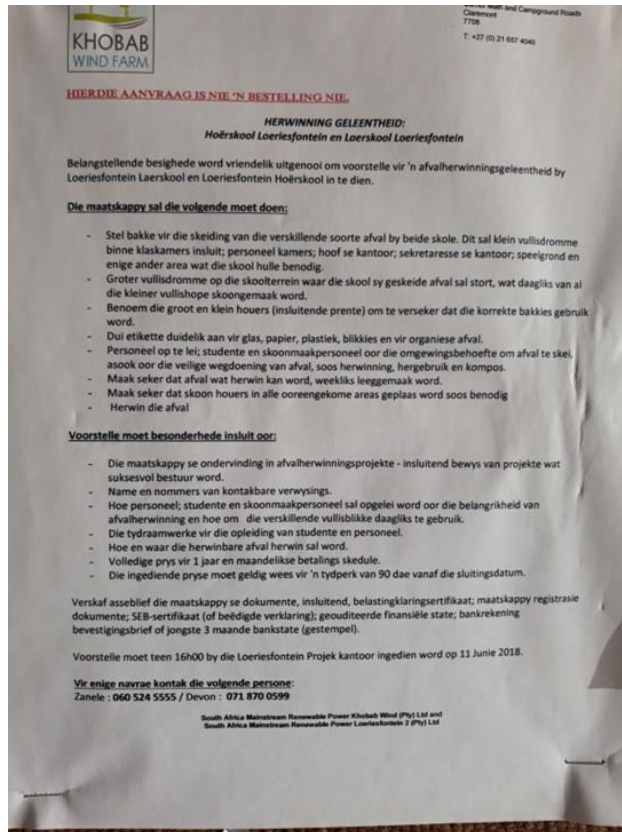 KHOBAB
WIND FARM
and Campground Roads
Claremont
7708
T: +27 (0) 21 657 4040
HIERDIE AANVRAAG IS NIE 'N BESTELLING NIE.
HERWINNING GELEENTHEID:
Hoërskool Loeriesfontein en Loerskool Loeriesfontein
Belangstellende besighede word vriendelik uitgenooi om voorstelle vir 'n afvalherwinningsgeleentheid by
Loeriesfontein Laerskool en Loeriesfontein Hoërskool in te dien.
Die maatskappy sal die volgende moet doen:
- Stel bakke vir die skeiding van die verskillende soorte afval by beide skole. Dit sal klein vullisdromme
binne klaskamers insluit; personeel kamers; hoof se kantoor; sekretaresse se kantoor; speelgrond en
enige ander area wat die skool hulle benodig.
- Groter vullisdromme op die skoolterrein waar die skool sy geskeide afval sal stort, wat daagliks van al
die kleiner vullishope skoongemaak word.
- Benoem die groot en klein houers (insluitende prente) om te verseker dat die korrekte bakkies gebruik
word.
- Dui etikette duidelik aan vir glas, papier, plastiek, blikkies en vir organiese afval.
- Personeel op te lei; studente en skoonmaakpersoneel oor die omgewingsbehoefte om afval te skei,
asook oor die veilige wegdoening van afval, soos herwinning, hergebruik en kompos.
- Maak seker dat afval wat herwin kan word, weekliks leeggemaak word.
- Maak seker dat skoon houers in alle ooreengekome areas geplaas word soos benodig
- Herwin die afval
Voorstelle moet besonderhede insluit oor:
- Die maatskappy se ondervinding in afvalherwinningsprojekte - insluitend bewys van projekte wat
suksesvol bestuur word.
- Name en nommers van kontakbare verwysings.
- Hoe personeel; studente en skoonmaakpersoneel sal opgelei word oor die belangrikheid van
afvalherwinning en hoe om die verskillende vullisblikke daagliks te gebruik.
- Die tydraamwerke vir die opleiding van studente en personeel.
- Hoe en waar die herwinbare afval herwin sal word.
- Volledige prys vir 1 jaar en maandelikse betalings skedule.
- Die ingediende pryse moet geldig wees vir 'n tydperk van 90 dae vanaf die sluitingsdatum.
Verskaf asseblief die maatskappy se dokumente, insluitend, belastingklaringsertifikaat; maatskappy registrasie
dokumente; SEB-sertifikaat (of beëdigde verklaring); geouditeerde finansiële state; bankrekening
bevestigingsbrief of jongste 3 maande bankstate (gestempel).
Voorstelle moet teen 16h00 by die Loeriesfontein Projek kantoor ingedien word op 11 Junie 2018.
Vir enige navrae kontak die volgende persone:
Zanele : 060 524 5555 / Devon : 071 870 0599
South Africa Mainstream Renewable Power Khobab Wind (Pty) Ltd and
South Africa Mainstream Renewable Power Loeriesfontein 2 (Pty) Ltd